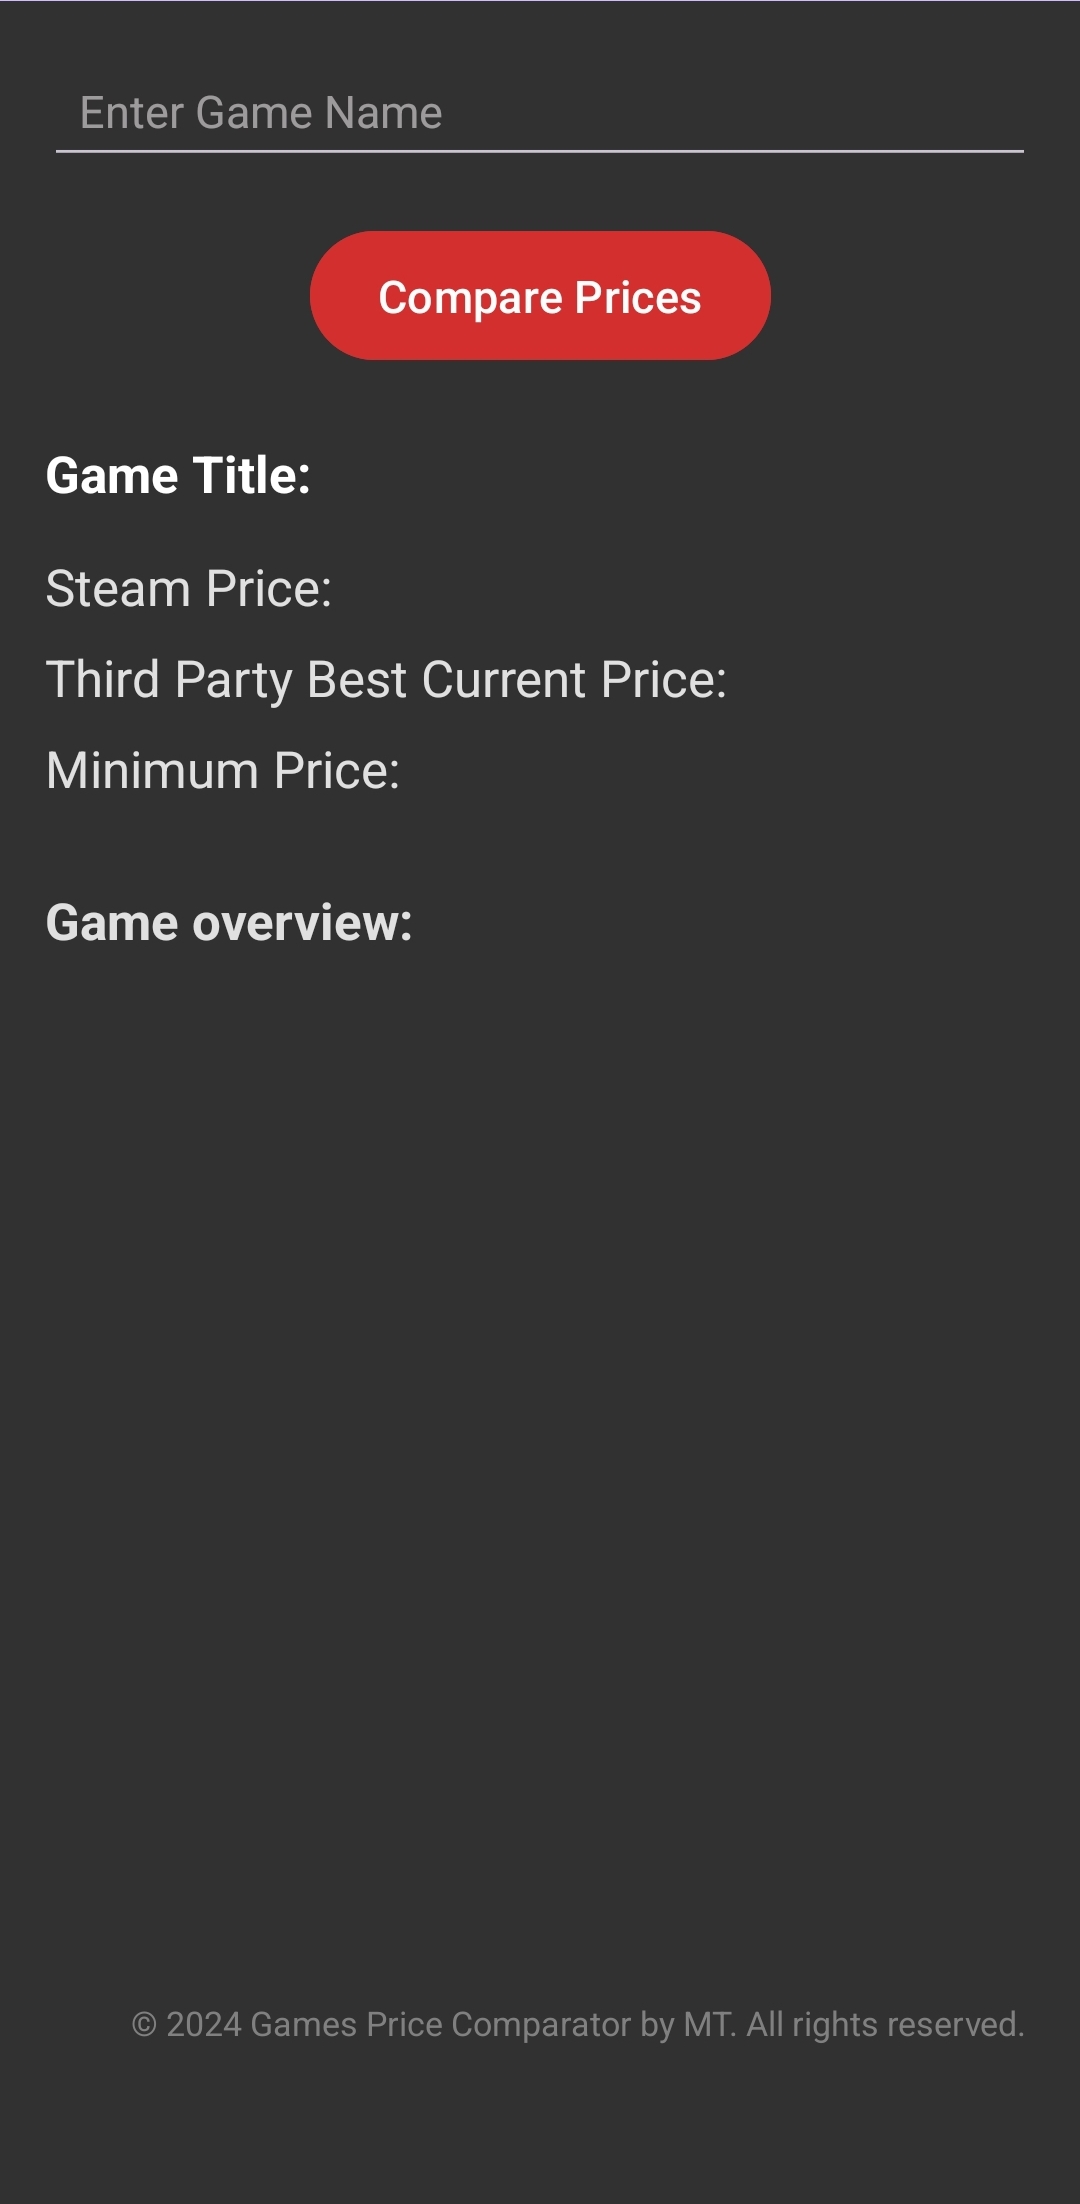 Enter Game Name
Compare Prices
Game Title:
Steam Price:
Third Party Best Current Price:
Minimum Price:
Game overview:
© 2024 Games Price Comparator by MT. All rights reserved.